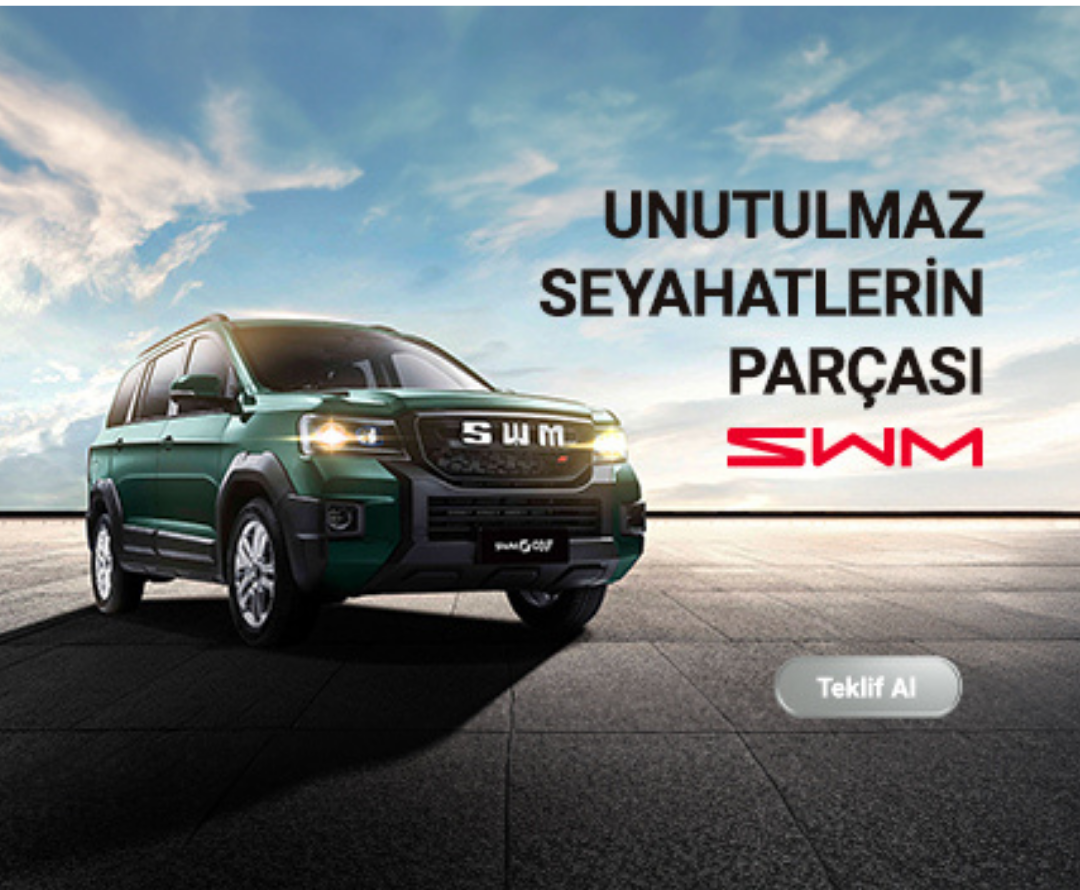 UNUTULMAZ
SEYAHATLERİN
PARÇASI
SWM
SWM
Teklif Al